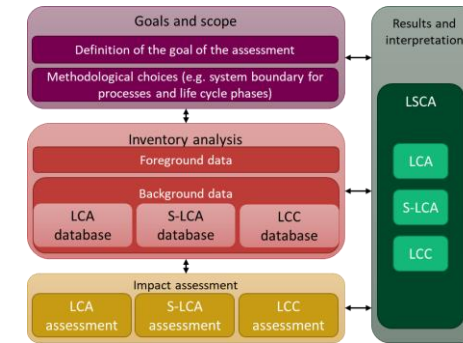 Goals and scope
Definition of the goal of the assessment
Methodological choices (e.g. system boundary for
processes and life cycle phases)
Inventory analysis
Foreground data
Background data
LCA
database
S-LCA
database
LCC
database
Impact assessment
LCA
assessment
S-LCA
assessment
LCC
assessment
Results and
interpretation
LSCA
LCA
S-LCA
LCC